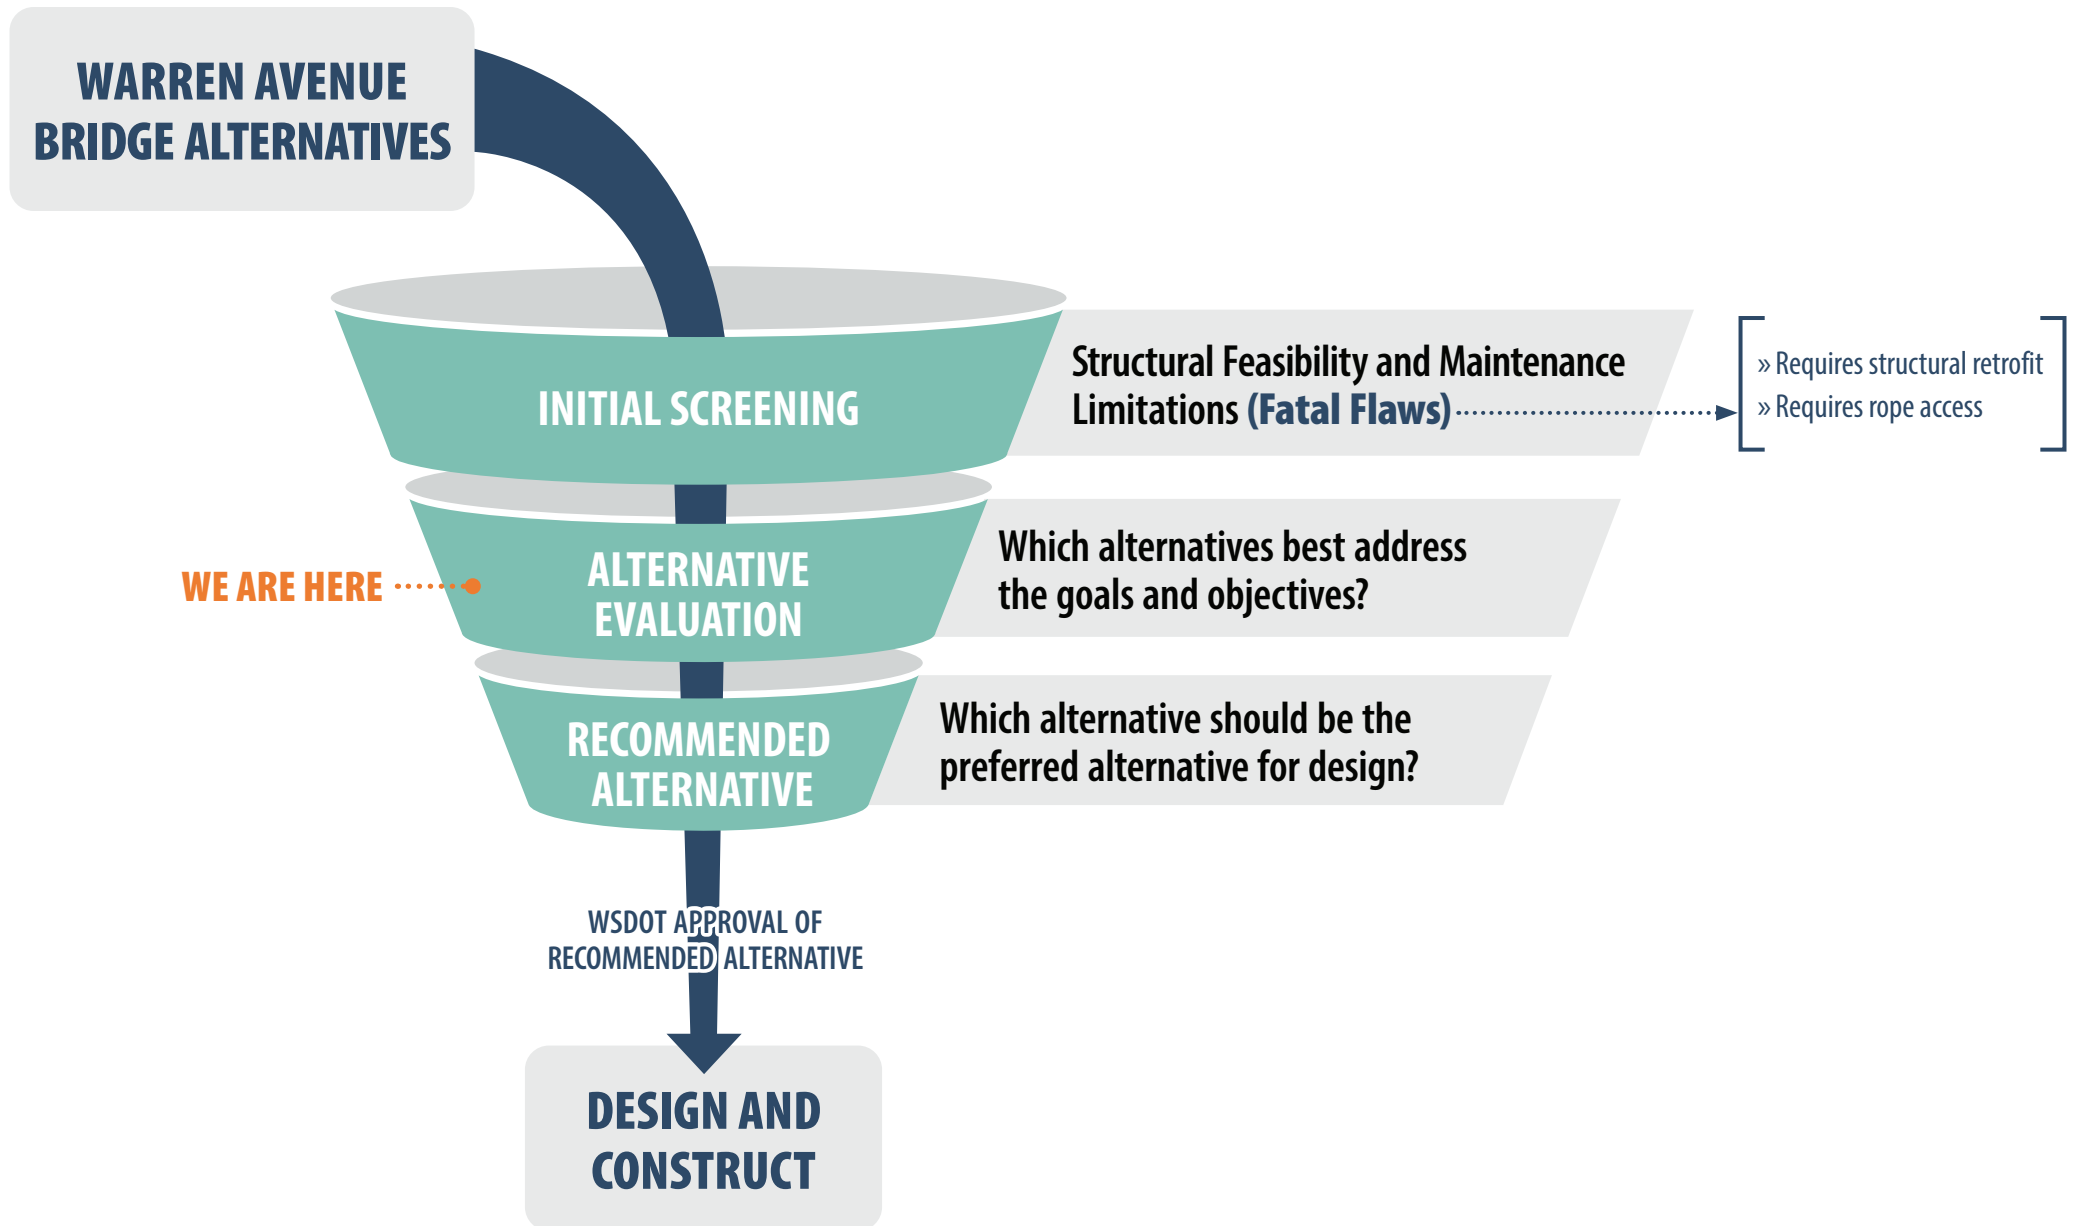 WARREN AVENUE
BRIDGE ALTERNATIVES
INITIAL SCREENING
Structural Feasibility and Maintenance
Limitations (Fatal Flaws)
» Requires structural retrofit
» Requires rope access
WE ARE HERE
ALTERNATIVE
EVALUATION
Which alternatives best address
the goals and objectives?
RECOMMENDED
ALTERNATIVE
Which alternative should be the
preferred alternative for design?
WSDOT APPROVAL OF
RECOMMENDED ALTERNATIVE
DESIGN AND
CONSTRUCT